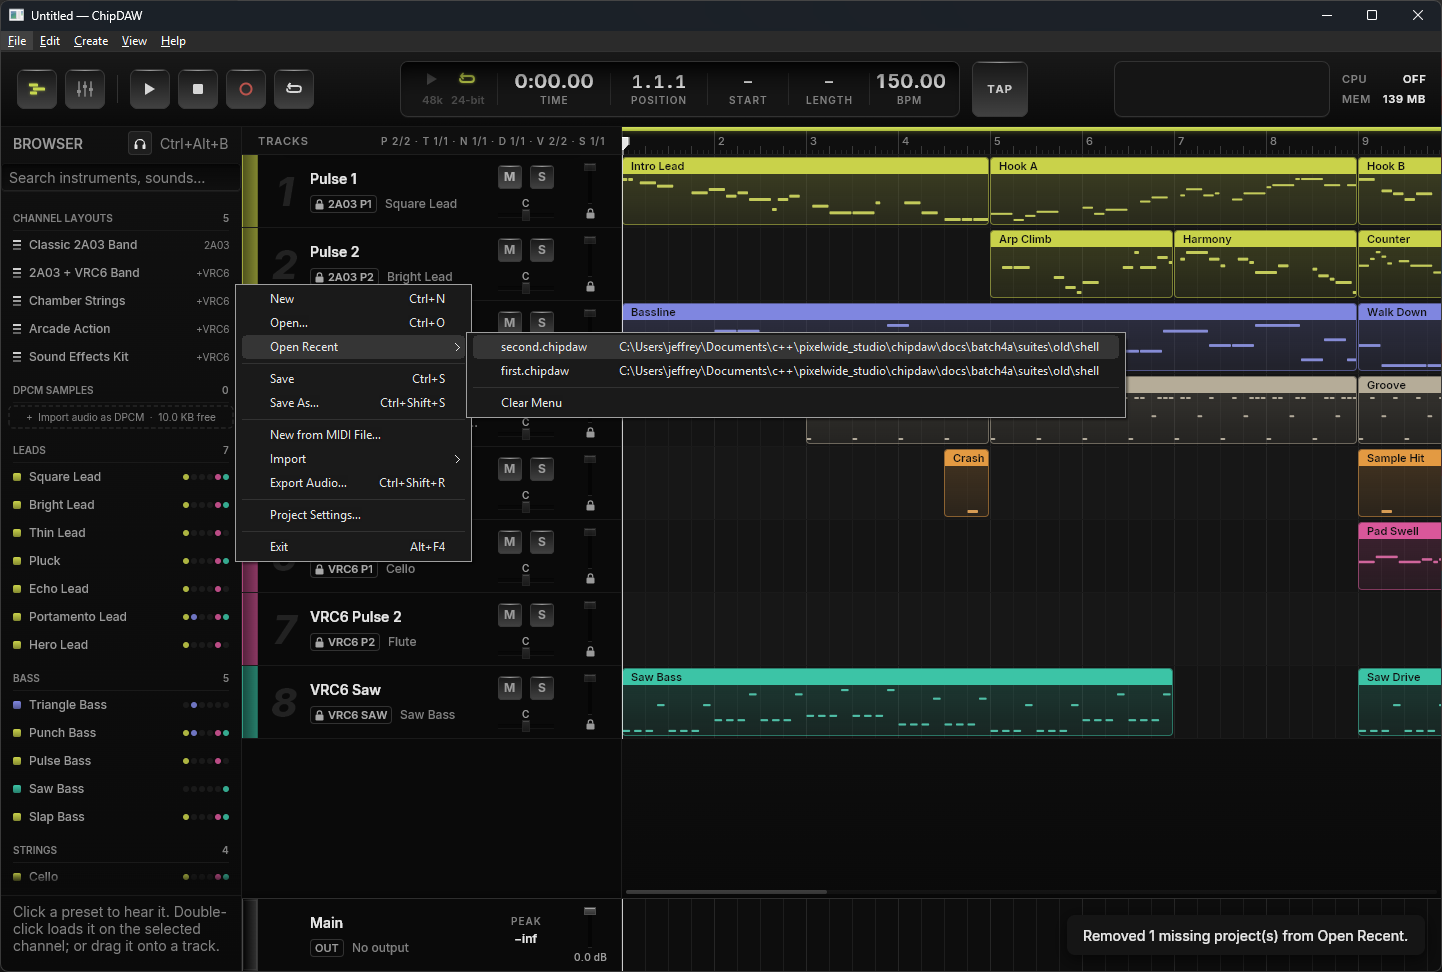 Untitled — ChipDAW
File Edit Create View Help
48k 24-bit
0:00.00
TIME
1.1.1
POSITION
–
START
–
LENGTH
150.00
BPM
TAP
CPU OFF
MEM 139 MB
BROWSER Ctrl+Alt+B
Search instruments, sounds...
CHANNEL LAYOUTS 5
Classic 2A03 Band 2A03
2A03 + VRC6 Band +VRC6
Chamber Strings +VRC6
Arcade Action +VRC6
Sound Effects Kit +VRC6
DPCM SAMPLES 0
+ Import audio as DPCM · 10.0 KB free
LEADS 7
Square Lead
Bright Lead
Thin Lead
Pluck
Echo Lead
Portamento Lead
Hero Lead
BASS 5
Triangle Bass
Punch Bass
Pulse Bass
Saw Bass
Slap Bass
STRINGS 4
Cello
Click a preset to hear it. Double-
click loads it on the selected
channel; or drag it onto a track.
TRACKS P 2/2 · T 1/1 · N 1/1 · D 1/1 · V 2/2 · S 1/1
1 Pulse 1 M S
2A03 P1 Square Lead C
2 Pulse 2 M S
2A03 P2 Bright Lead C
M S
C
M S
C
M S
VRC6 P1 Cello C
7 VRC6 Pulse 2 M S
VRC6 P2 Flute C
8 VRC6 Saw M S
VRC6 SAW Saw Bass C
New Ctrl+N
Open... Ctrl+O
Open Recent
Save Ctrl+S
Save As... Ctrl+Shift+S
New from MIDI File...
Import
Export Audio... Ctrl+Shift+R
Project Settings...
Exit Alt+F4
second.chipdaw C:\Users\jeffrey\Documents\c++\pixelwide_studio\chipdaw\docs\batch4a\suites\old\shell
first.chipdaw C:\Users\jeffrey\Documents\c++\pixelwide_studio\chipdaw\docs\batch4a\suites\old\shell
Clear Menu
2 3 4 5 6 7 8 9
Intro Lead Hook A Hook B
Arp Climb Harmony Counter
Bassline Walk Down
Groove
Crash Sample Hit
Pad Swell
Saw Bass Saw Drive
Main
OUT No output
PEAK
–inf
0.0 dB
Removed 1 missing project(s) from Open Recent.